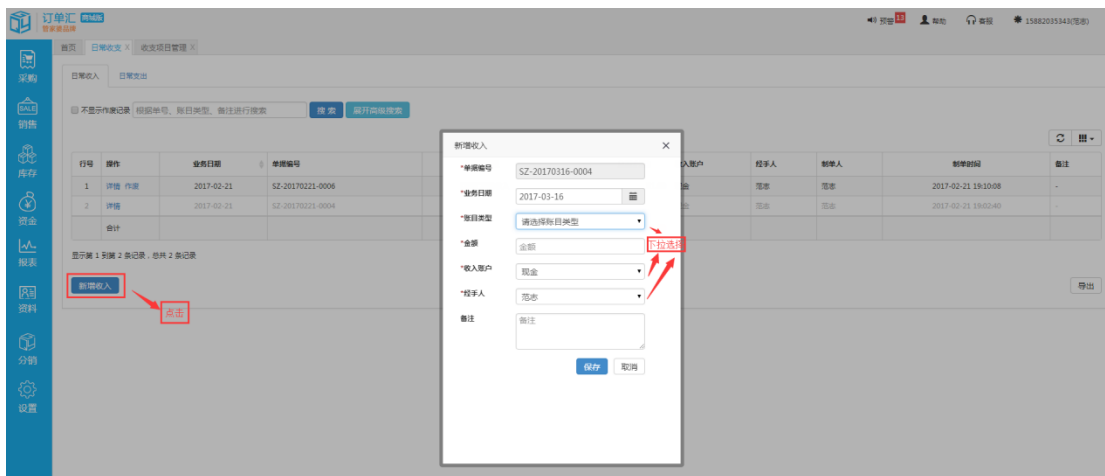 订单汇 商城版
管家婆品牌
预警 13 帮助 客服 15882035343(范志)
首页 日常收支 X 收支项目管理 X
采购
销售
库存
资金
报表
资料
分销
设置
日常收入 日常支出
不显示作废记录 根据单号、账目类型、备注进行搜索 搜 索 展开高级搜索
行号 操作 业务日期 单据编号 收入账户 经手人 制单人 制单时间 备注
1 详情 作废 2017-02-21 SZ-20170221-0006 范志 范志 2017-02-21 19:10:08 -
2 详情 2017-02-21 SZ-20170221-0004 范志 范志 2017-02-21 19:02:40 -
合计
显示第 1 到第 2 条记录，总共 2 条记录
新增收入
点击
导出
新增收入 ×
*单据编号 SZ-20170316-0004
*业务日期 2017-03-16
*账目类型 请选择账目类型
*金额 金额
下拉选择
*收入账户 现金
*经手人 范志
备注 备注
保存 取消